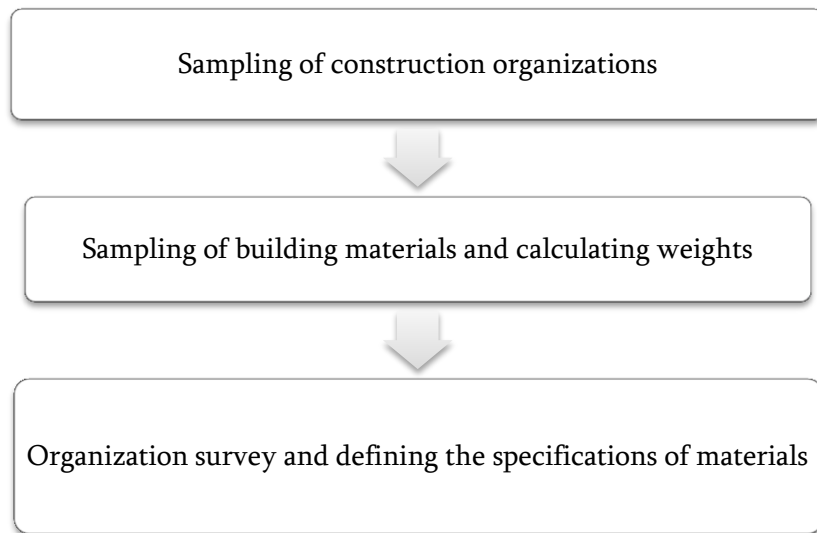 Sampling of construction organizations
Sampling of building materials and calculating weights
Organization survey and defining the specifications of materials